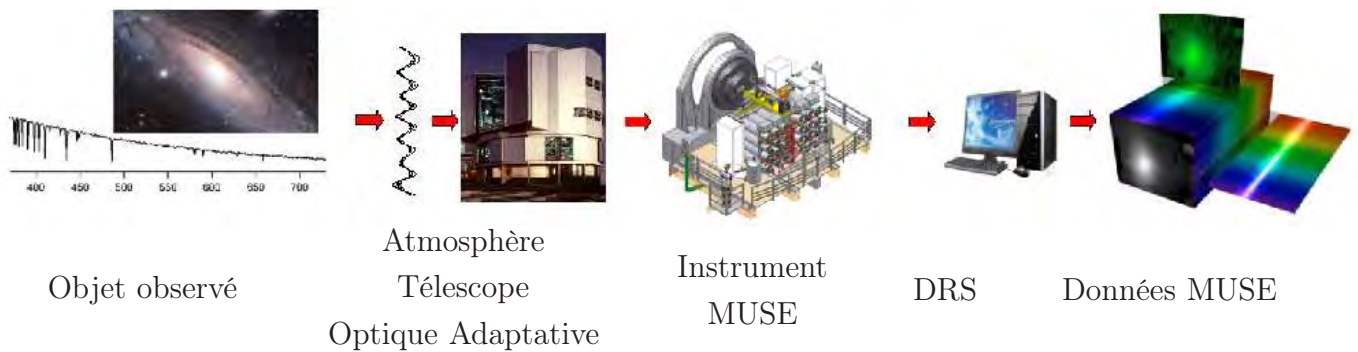 400 450 500 550 600 650 700
Objet observé
Atmosphère
Télescope
Optique Adaptative
Instrument
MUSE
DRS
Données MUSE